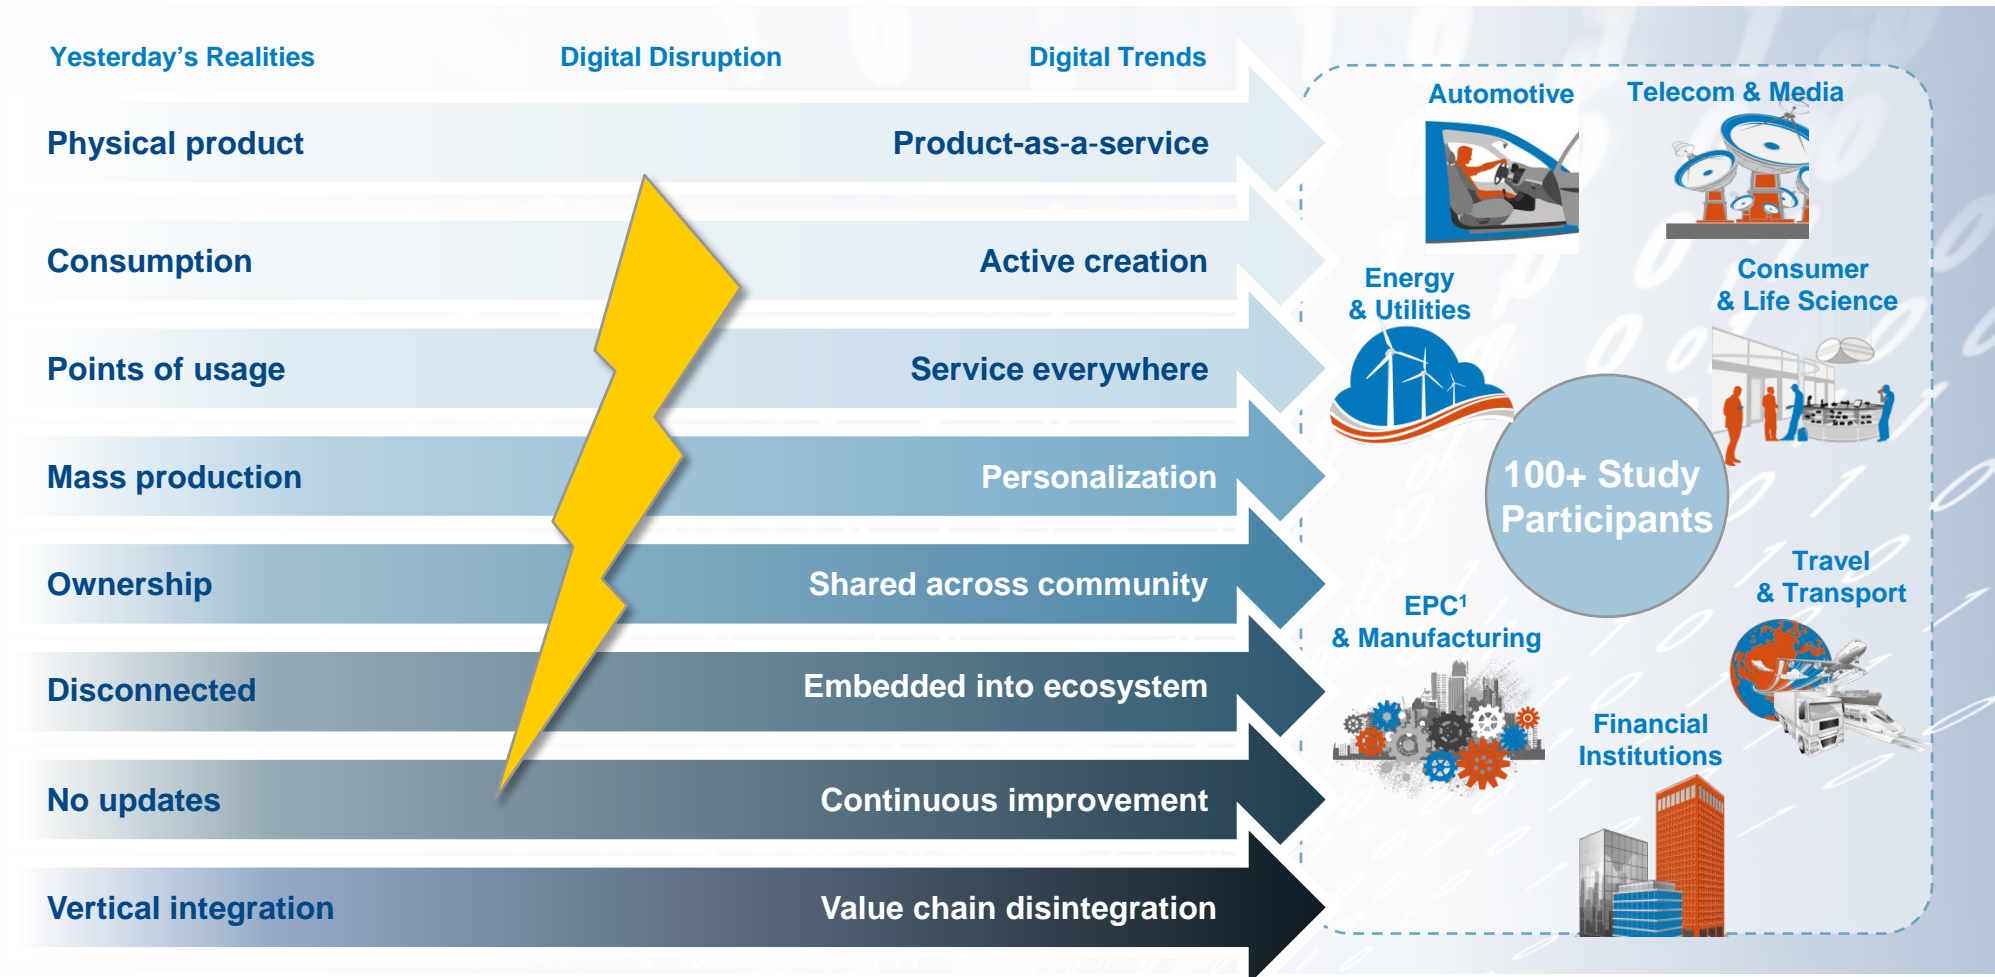 Yesterday’s Realities
Digital Disruption
Digital Trends
Physical product
Product-as-a-service
Consumption
Active creation
Points of usage
Service everywhere
Mass production
Personalization
Ownership
Shared across community
Disconnected
Embedded into ecosystem
No updates
Continuous improvement
Vertical integration
Value chain disintegration
Automotive
Telecom & Media
Energy
& Utilities
Consumer
& Life Science
100+ Study
Participants
EPC¹
& Manufacturing
Travel
& Transport
Financial
Institutions